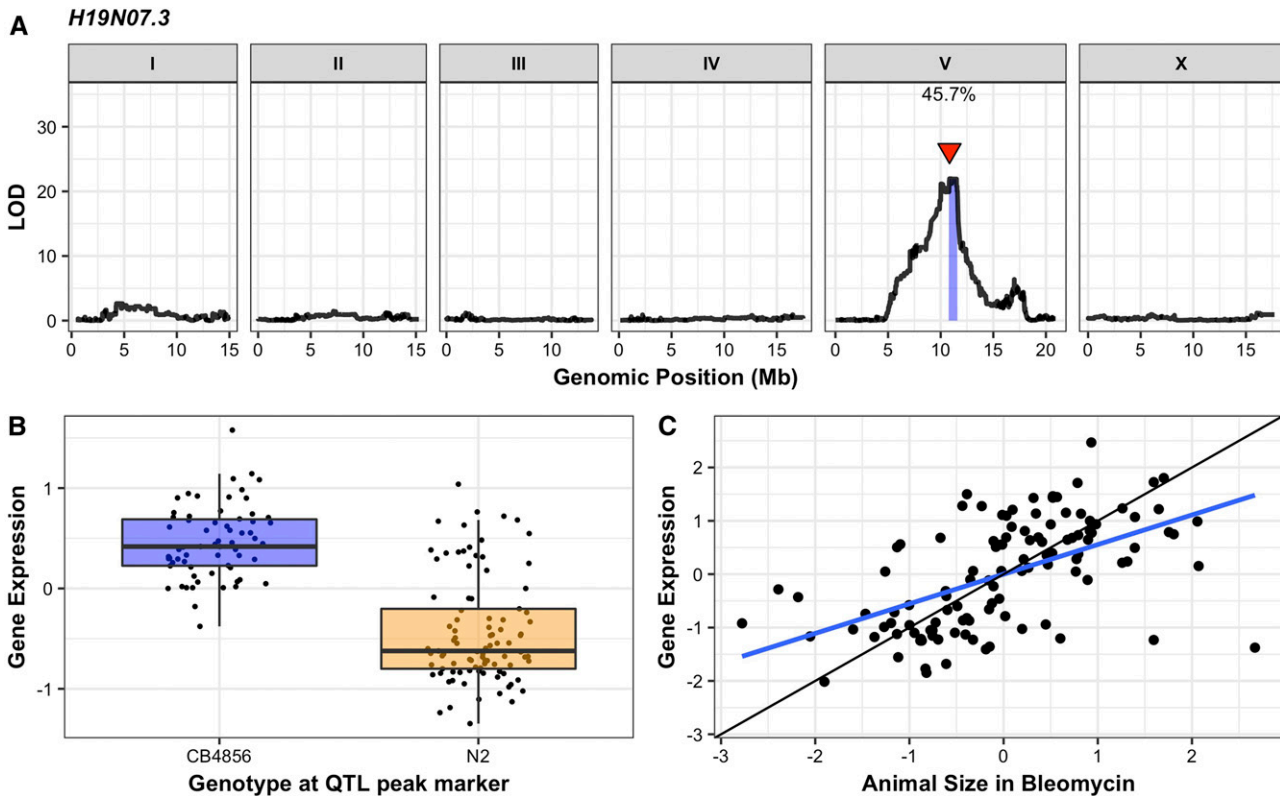 A
H19N07.3
I II III IV V X
45.7%
LOD
30
20
10
0
0 5 10 15 0 5 10 15 0 5 10 0 5 10 15 0 5 10 15 20 0 5 10 15
Genomic Position (Mb)
B
Gene Expression
1
0
-1
CB4856 N2
Genotype at QTL peak marker
C
Gene Expression
2
1
0
-1
-2
-3
-3 -2 -1 0 1 2
Animal Size in Bleomycin